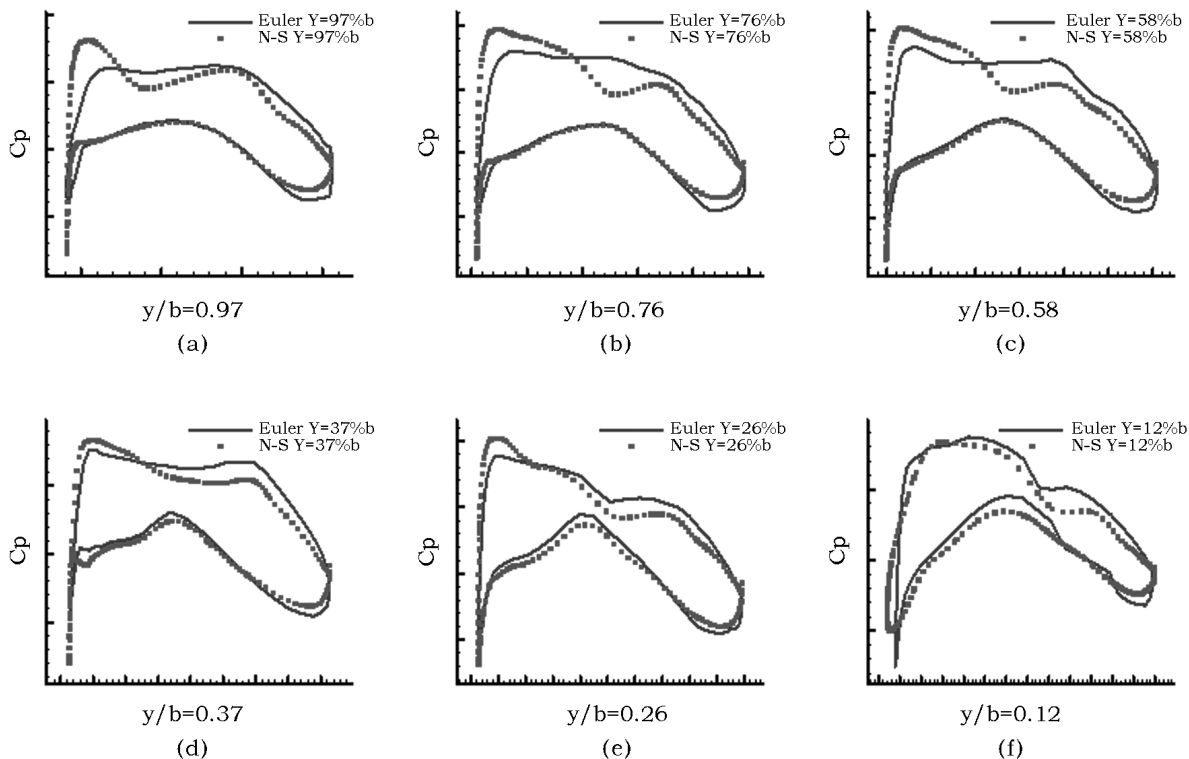 Euler Y=97%b
N-S Y=97%b
Cp
y/b=0.97
(a)
Euler Y=76%b
N-S Y=76%b
Cp
y/b=0.76
(b)
Euler Y=58%b
N-S Y=58%b
Cp
y/b=0.58
(c)
Euler Y=37%b
N-S Y=37%b
Cp
y/b=0.37
(d)
Euler Y=26%b
N-S Y=26%b
Cp
y/b=0.26
(e)
Euler Y=12%b
N-S Y=12%b
Cp
y/b=0.12
(f)